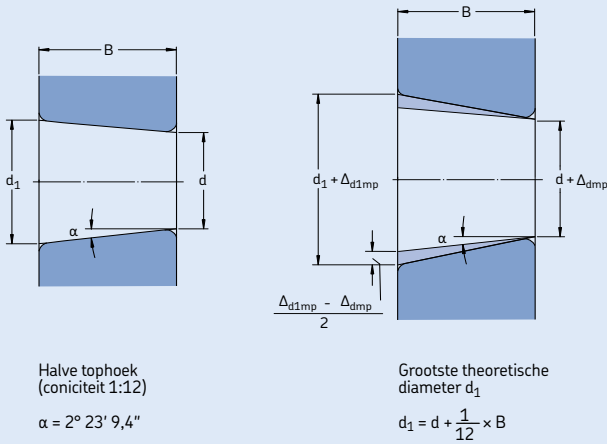 B
d₁
d
α
B
d₁ + Δd1mp
d + Δdmp
α
Δd1mp - Δdmp
2
Halve tophoek
(coniciteit 1:12)
α = 2° 23′ 9,4″
Grootste theoretische
diameter d₁
d₁ = d + 1/12 × B